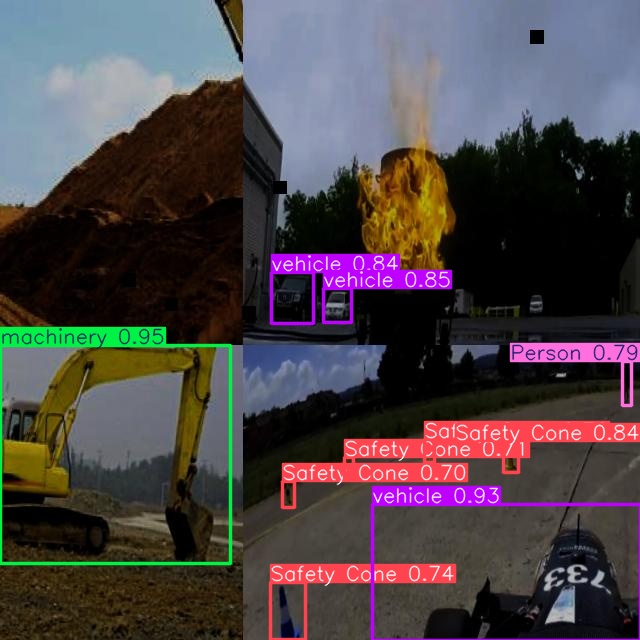 vehicle 0.84
vehicle 0.85
machinery 0.95
Person 0.79
Safety Cone 0.84
Safety Cone 0.71
Safety Cone 0.70
vehicle 0.93
Safety Cone 0.74
733